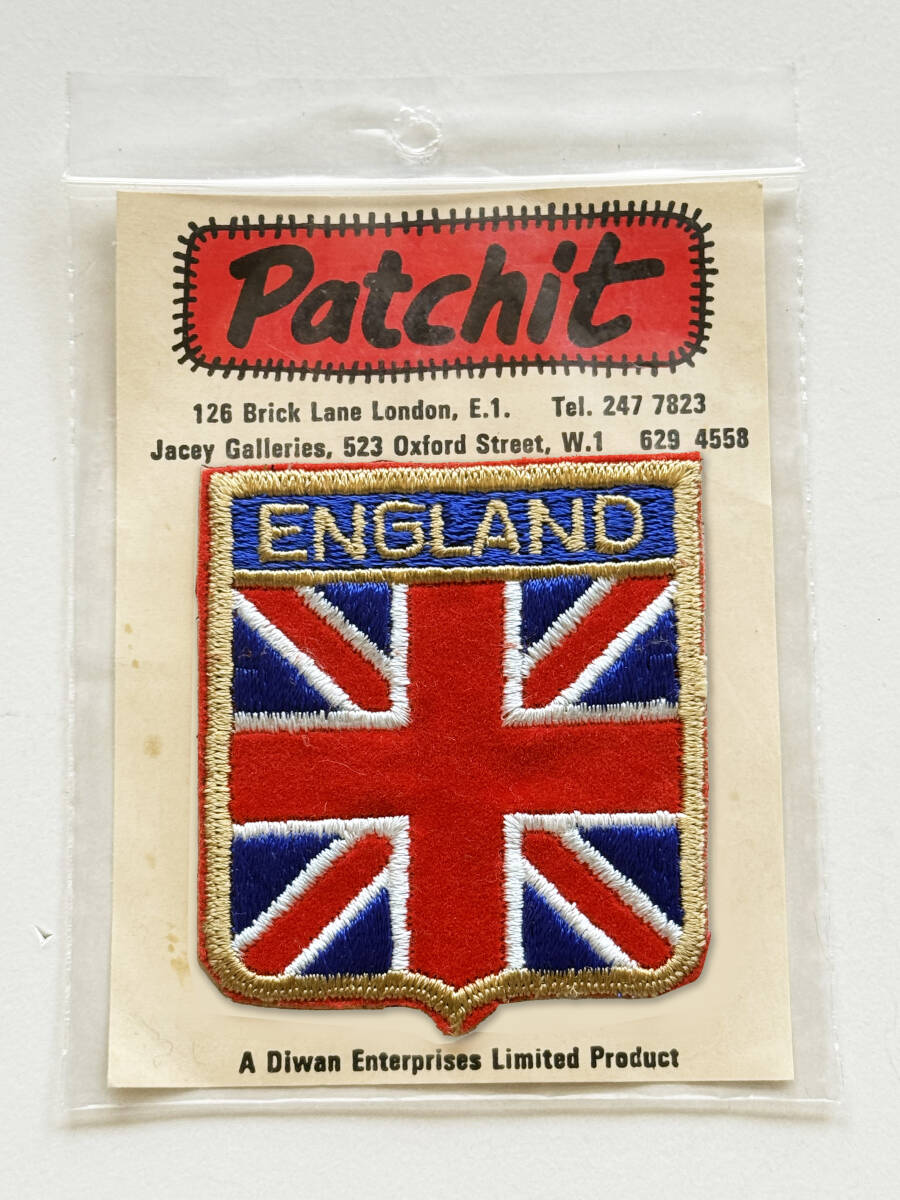 Patchit
126 Brick Lane London, E.1. Tel. 247 7823
Jacey Galleries, 523 Oxford Street, W.1 629 4558
ENGLAND
A Diwan Enterprises Limited Product